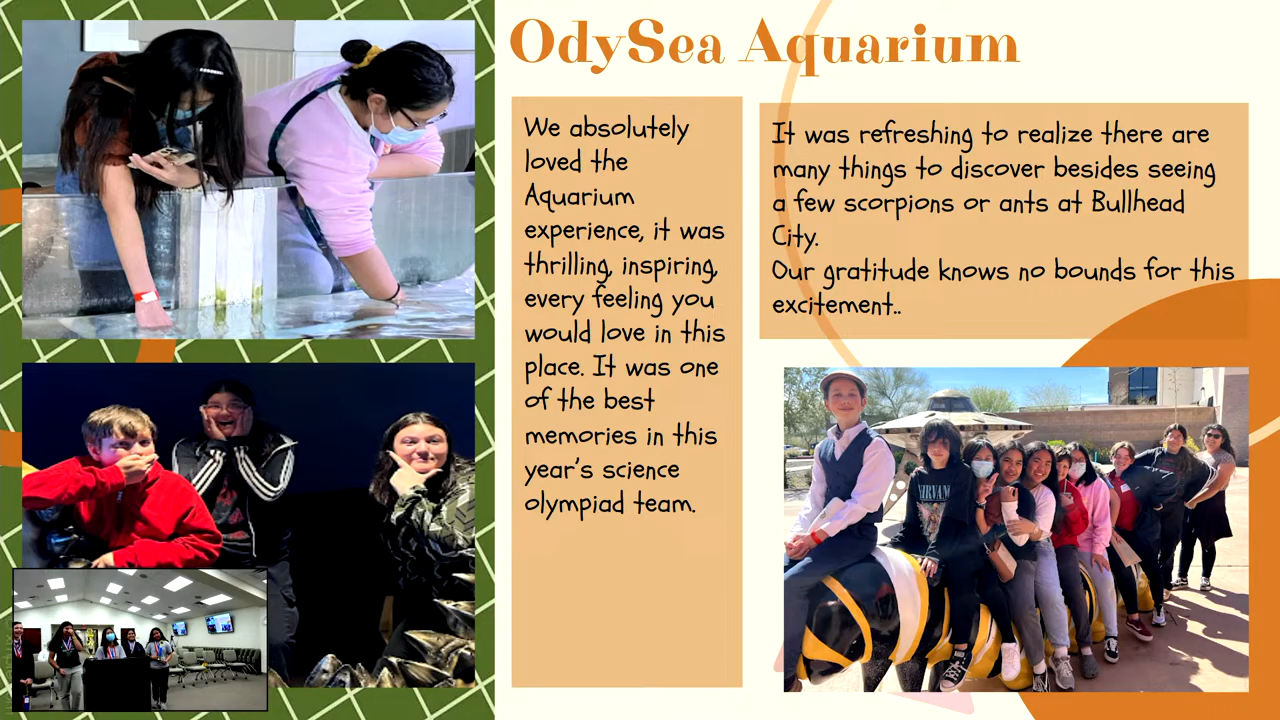 OdySea Aquarium
We absolutely
loved the
Aquarium
experience, it was
thrilling, inspiring,
every feeling you
would love in this
place. It was one
of the best
memories in this
year's science
olympiad team.
It was refreshing to realize there are
many things to discover besides seeing
a few scorpions or ants at Bullhead
City.
Our gratitude knows no bounds for this
excitement..
NIRVANA